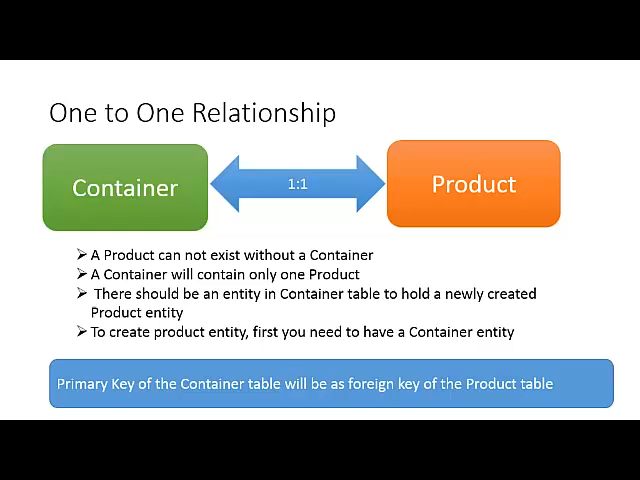 One to One Relationship
Container
1:1
Product
➢ A Product can not exist without a Container
➢ A Container will contain only one Product
➢ There should be an entity in Container table to hold a newly created
Product entity
➢ To create product entity, first you need to have a Container entity
Primary Key of the Container table will be as foreign key of the Product table